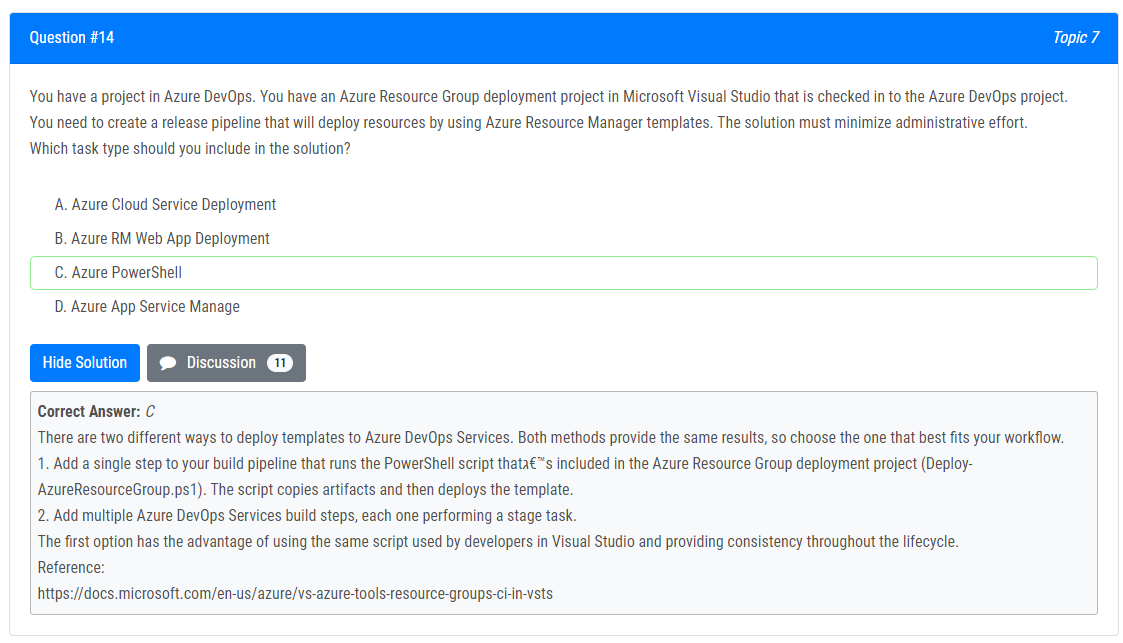 Question #14
Topic 7
You have a project in Azure DevOps. You have an Azure Resource Group deployment project in Microsoft Visual Studio that is checked in to the Azure DevOps project.
You need to create a release pipeline that will deploy resources by using Azure Resource Manager templates. The solution must minimize administrative effort.
Which task type should you include in the solution?
A. Azure Cloud Service Deployment
B. Azure RM Web App Deployment
C. Azure PowerShell
D. Azure App Service Manage
Hide Solution
Discussion 11
Correct Answer: C
There are two different ways to deploy templates to Azure DevOps Services. Both methods provide the same results, so choose the one that best fits your workflow.
1. Add a single step to your build pipeline that runs the PowerShell script thatג€™s included in the Azure Resource Group deployment project (Deploy-
AzureResourceGroup.ps1). The script copies artifacts and then deploys the template.
2. Add multiple Azure DevOps Services build steps, each one performing a stage task.
The first option has the advantage of using the same script used by developers in Visual Studio and providing consistency throughout the lifecycle.
Reference:
https://docs.microsoft.com/en-us/azure/vs-azure-tools-resource-groups-ci-in-vsts